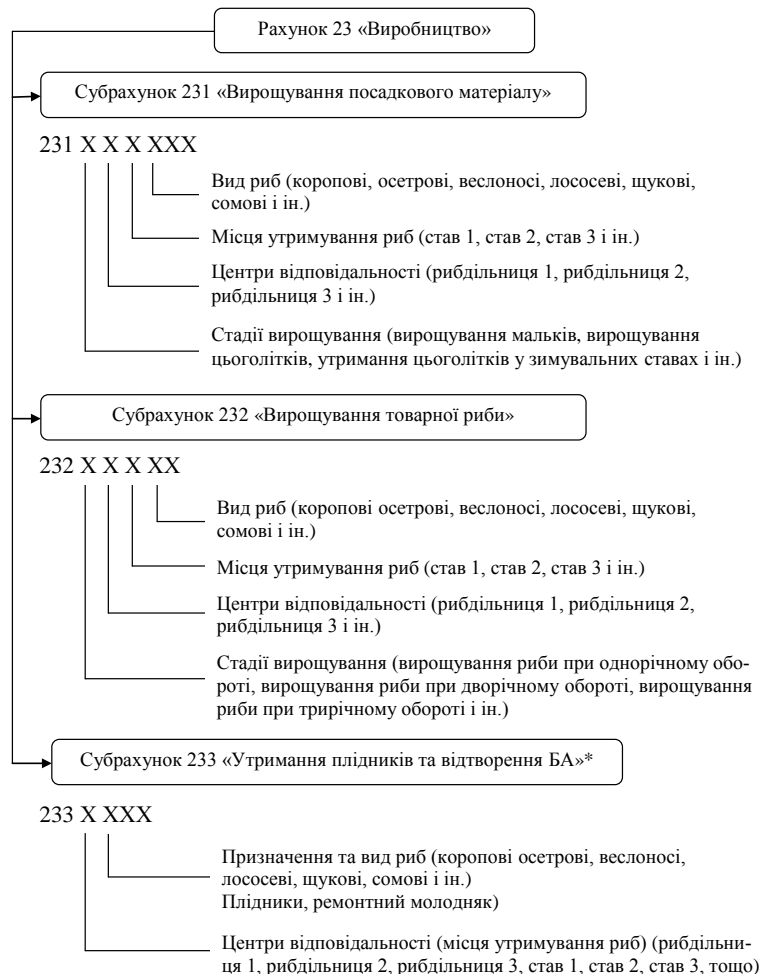 Рахунок 23 «Виробництво»
Субрахунок 231 «Вирощування посадкового матеріалу»
231 X X X XXX
Вид риб (коропові, осетрові, веслоносі, лососеві, щукові,
сомові і ін.)
Місця утримування риб (став 1, став 2, став 3 і ін.)
Центри відповідальності (рибдільниця 1, рибдільниця 2,
рибдільниця 3 і ін.)
Стадії вирощування (вирощування мальків, вирощування
цьоголітків, утримання цьоголітків у зимувальних ставах і ін.)
Субрахунок 232 «Вирощування товарної риби»
232 X X X XX
Вид риб (коропові осетрові, веслоносі, лососеві, щукові,
сомові і ін.)
Місця утримування риб (став 1, став 2, став 3 і ін.)
Центри відповідальності (рибдільниця 1, рибдільниця 2,
рибдільниця 3 і ін.)
Стадії вирощування (вирощування риби при однорічному обо-
роті, вирощування риби при дворічному обороті, вирощування
риби при трирічному обороті і ін.)
Субрахунок 233 «Утримання плідників та відтворення БА»*
233 X XXX
Призначення та вид риб (коропові осетрові, веслоносі,
лососеві, щукові, сомові і ін.)
Плідники, ремонтний молодняк)
Центри відповідальності (місця утримування риб) (рибдільни-
ця 1, рибдільниця 2, рибдільниця 3, став 1, став 2, став 3, тощо)